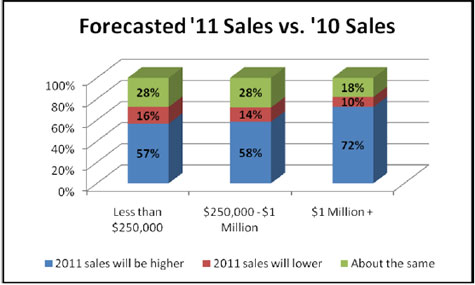 Forecasted '11 Sales vs. '10 Sales
100%
80%
60%
40%
20%
0%
28%
28%
18%
16%
14%
10%
57%
58%
72%
Less than
$250,000
$250,000 - $1
Million
$1 Million +
2011 sales will be higher
2011 sales will lower
About the same